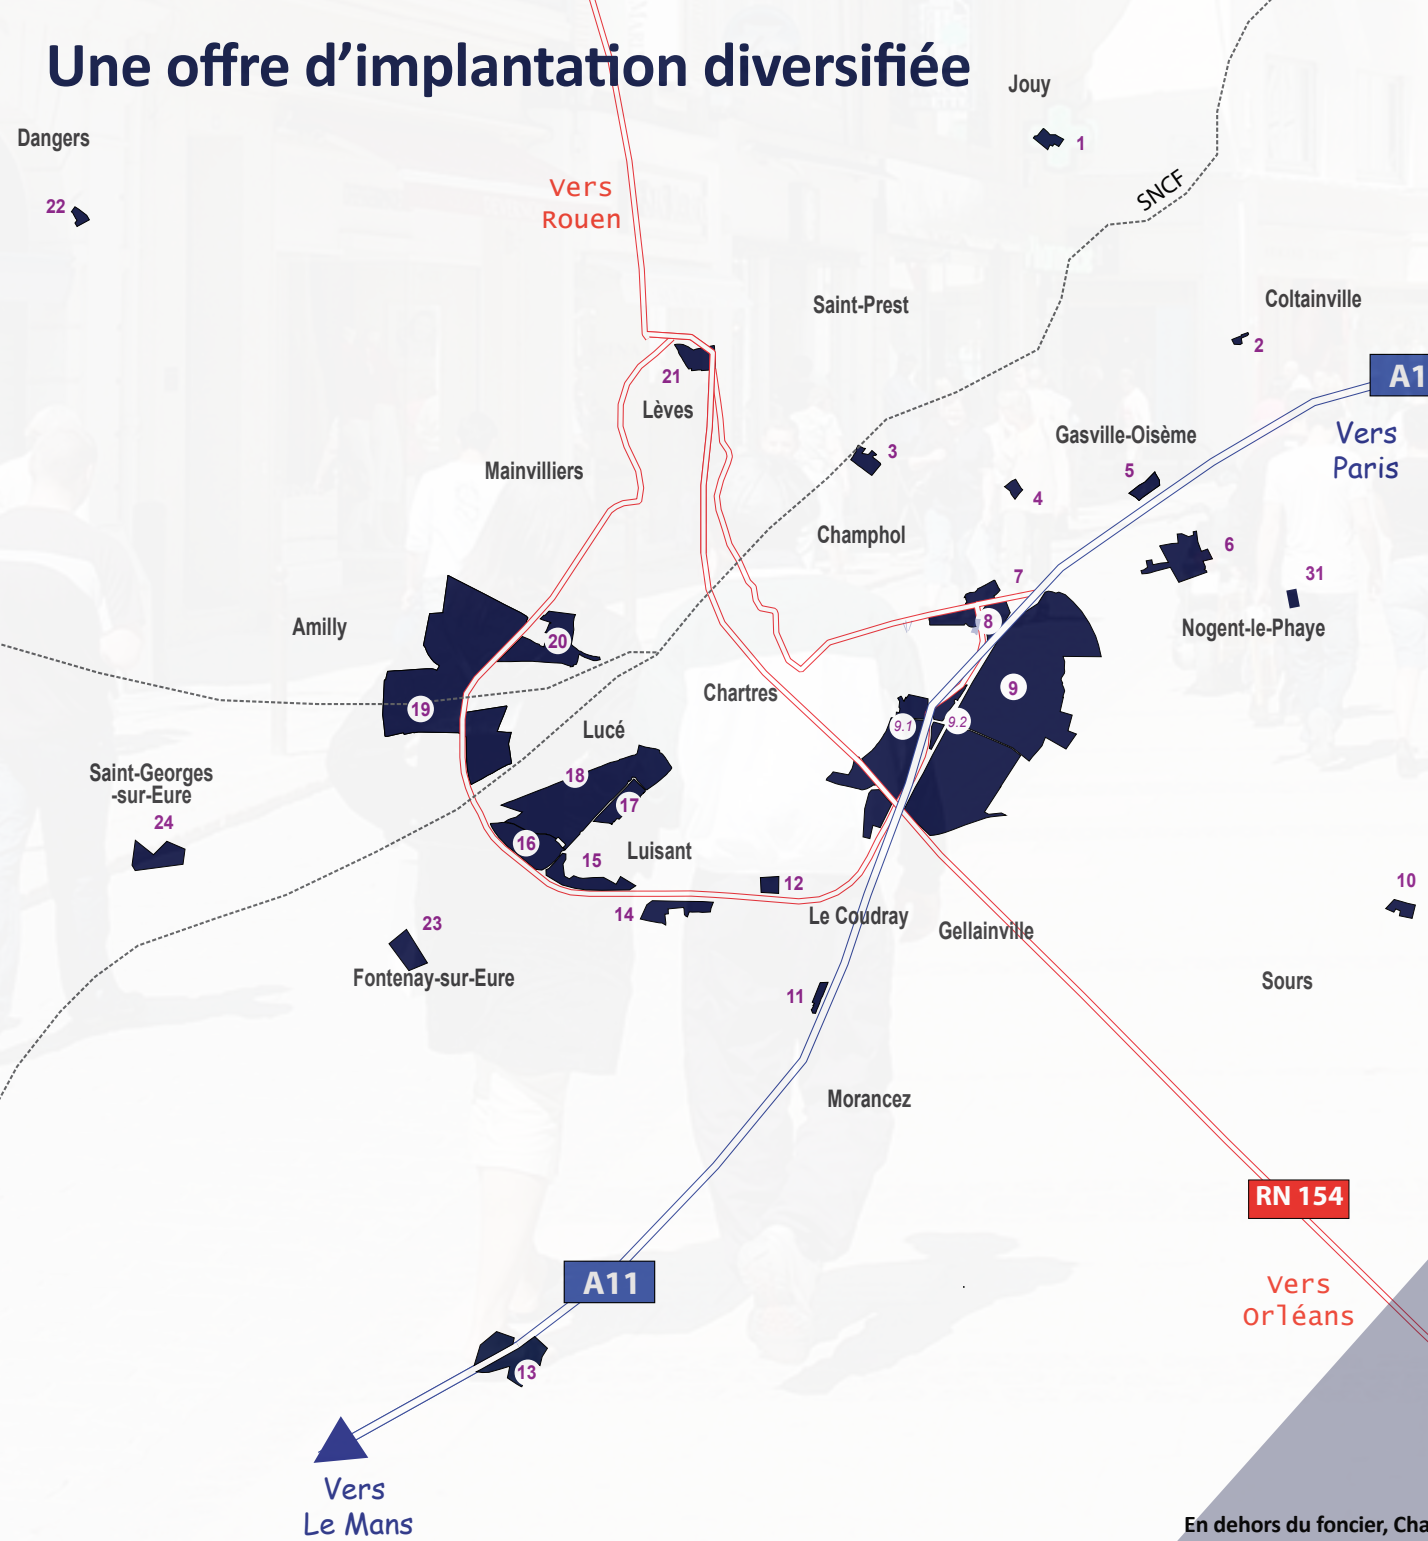 Une offre d’implantation diversifiée
Jouy
1
Dangers
22
SNCF
Vers
Rouen
Saint-Prest
Coltainville
2
A1
Vers
Paris
21
Lèves
Gasville-Oisème
5
3
4
Mainvilliers
Champhol
6
7
31
8
Nogent-le-Phaye
Amilly
20
9
Chartres
19
9.1
9.2
Lucé
Saint-Georges
-sur-Eure
24
18
17
16
15
Luisant
12
10
14
Le Coudray
23
Gellainville
Fontenay-sur-Eure
Sours
11
Morancez
RN 154
A11
Vers
Orléans
13
Vers
Le Mans
En dehors du foncier, Cha